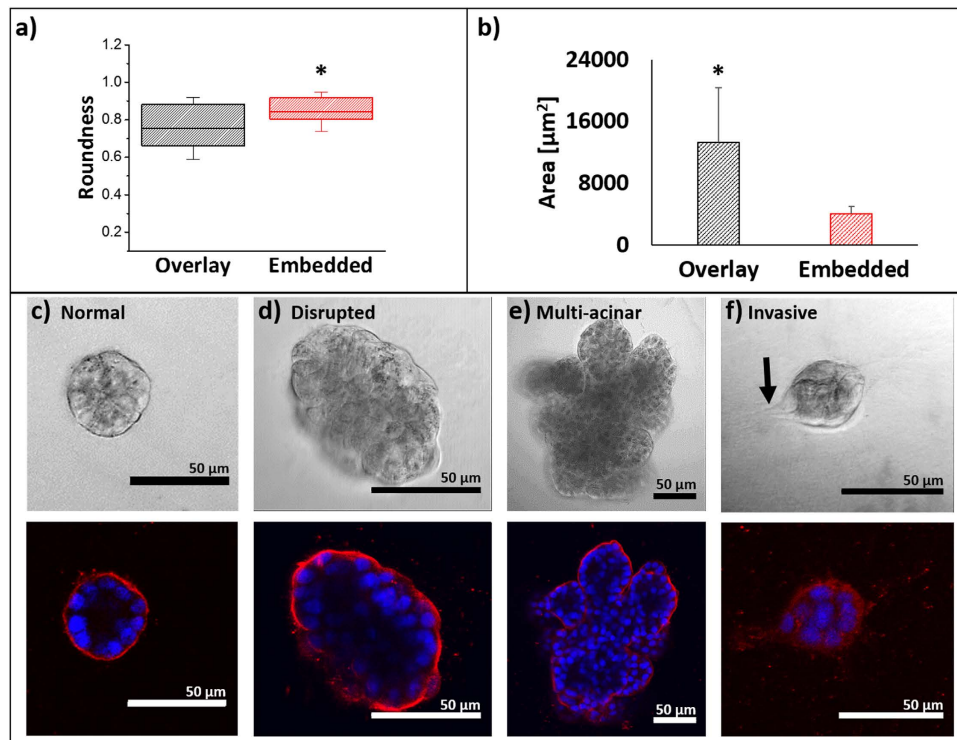 a)
1.2
1.0
0.8
0.6
0.4
0.2
Roundness
*
Overlay Embedded
b)
24000
16000
8000
0
Area [µm²]
*
Overlay Embedded
c) Normal
50 µm
50 µm
d) Disrupted
50 µm
50 µm
e) Multi-acinar
50 µm
50 µm
f) Invasive
50 µm
50 µm